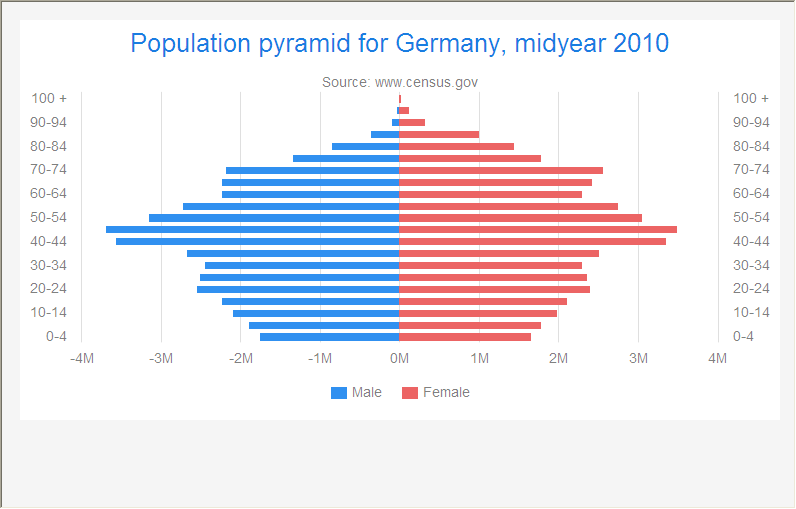 Population pyramid for Germany, midyear 2010
Source: www.census.gov
100 + 100 +
90-94 90-94
80-84 80-84
70-74 70-74
60-64 60-64
50-54 50-54
40-44 40-44
30-34 30-34
20-24 20-24
10-14 10-14
0-4 0-4
-4M -3M -2M -1M 0M 1M 2M 3M 4M
Male Female